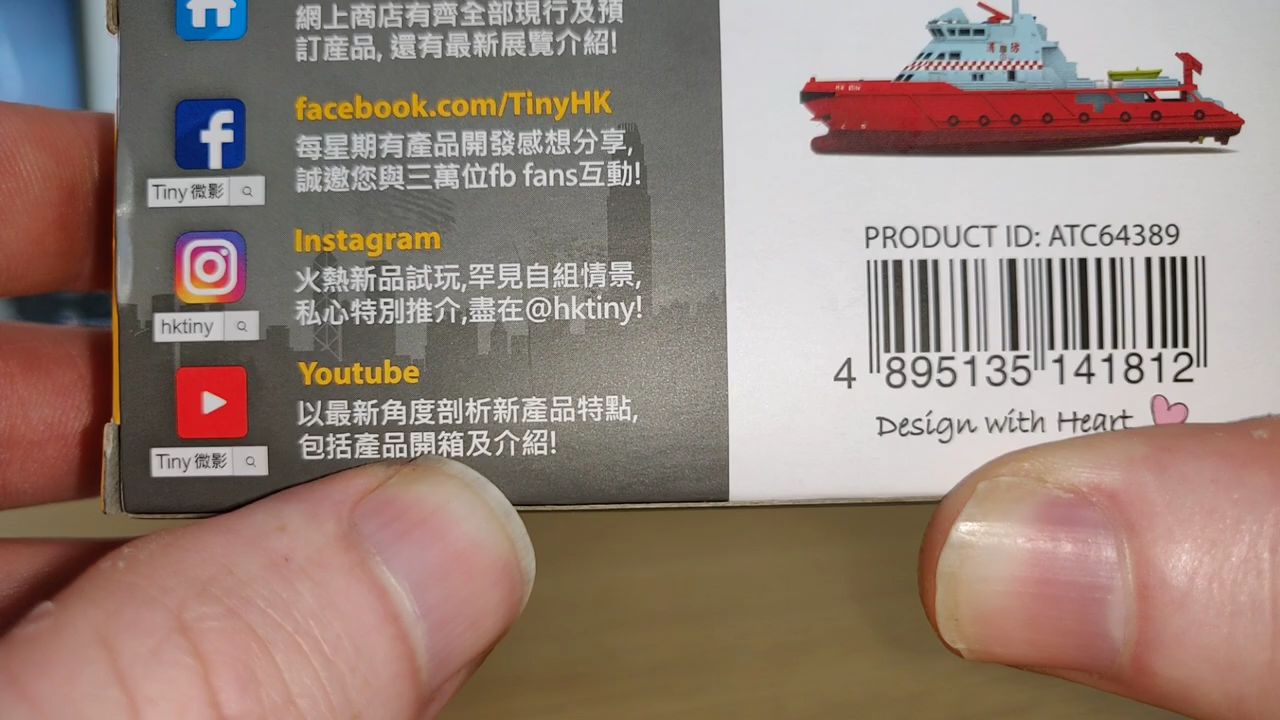 網上商店有齊全部現行及預
訂産品, 還有最新展覽介紹!
facebook.com/TinyHK
每星期有產品開發感想分享,
誠邀您與三萬位fb fans互動!
Tiny 微影
Instagram
火熱新品試玩,罕見自組情景,
私心特別推介,盡在@hktiny!
hktiny
Youtube
以最新角度剖析新產品特點,
包括產品開箱及介紹!
Tiny 微影
消防
PRODUCT ID: ATC64389
4 895135 141812
Design with Heart